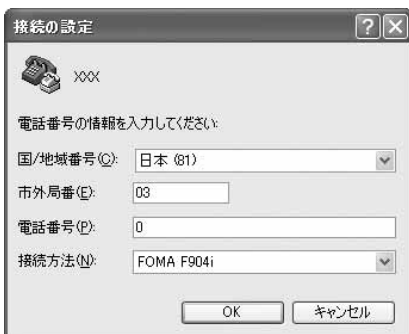 接続の設定
XXX
電話番号の情報を入力してください:
国/地域番号(C): 日本 (81)
市外局番(E): 03
電話番号(P): 0
接続方法(N): FOMA F904i
OK キャンセル